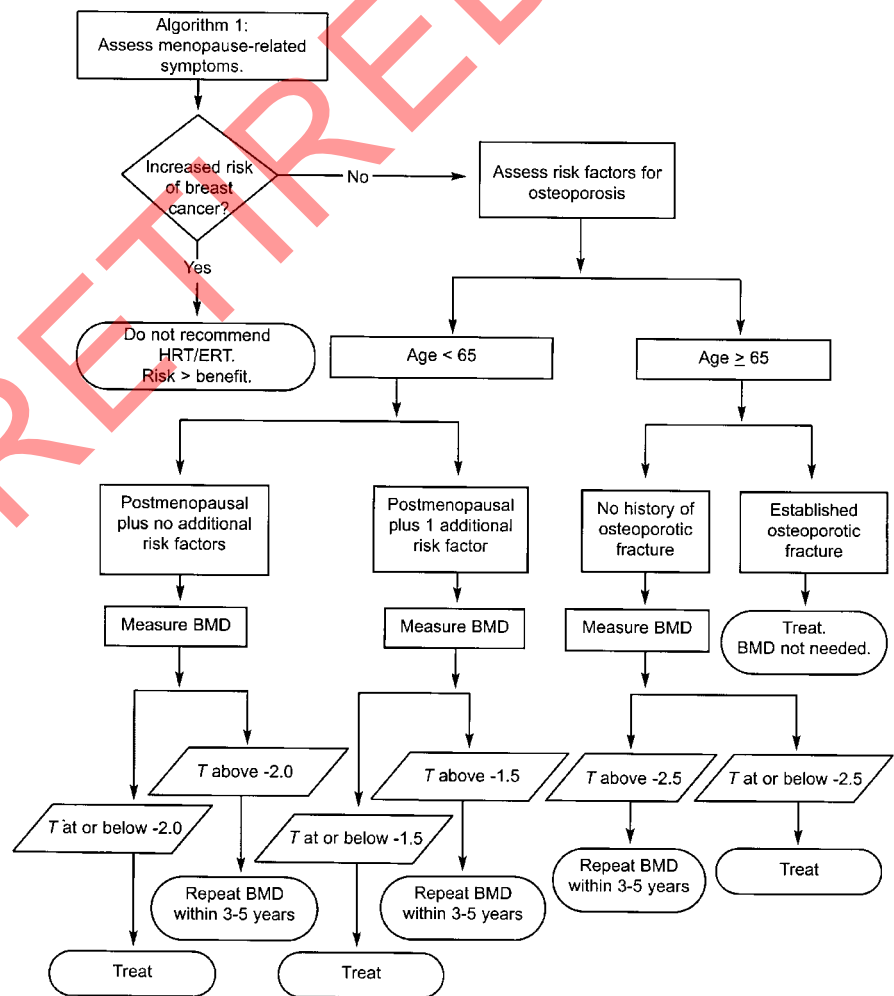 Algorithm 1:
Assess menopause-related
symptoms.
Increased risk
of breast
cancer?
No
Assess risk factors for
osteoporosis
Yes
Do not recommend
HRT/ERT.
Risk > benefit.
Age < 65
Age ≥ 65
Postmenopausal
plus no additional
risk factors
Postmenopausal
plus 1 additional
risk factor
No history of
osteoporotic
fracture
Established
osteoporotic
fracture
Measure BMD
Measure BMD
Measure BMD
Treat.
BMD not needed.
T above -2.0
T at or below -2.0
T above -1.5
T at or below -1.5
T above -2.5
T at or below -2.5
Repeat BMD
within 3-5 years
Repeat BMD
within 3-5 years
Repeat BMD
within 3-5 years
Treat
Treat
Treat
RETIRED